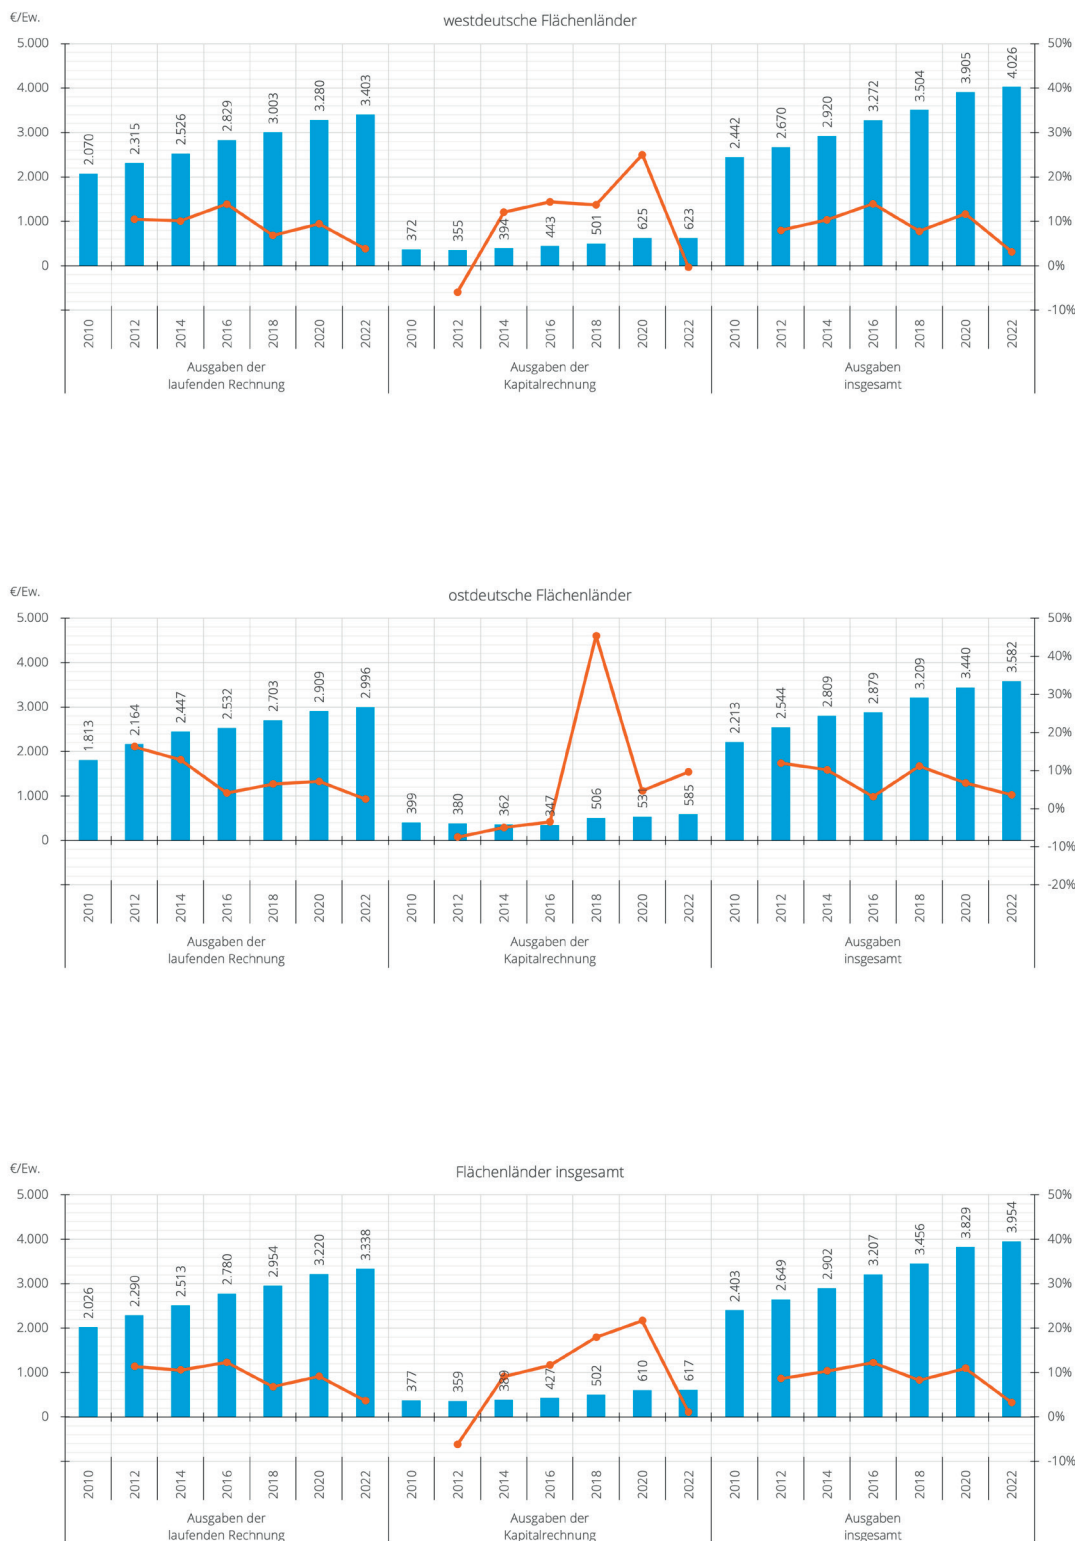 €/Ew.
westdeutsche Flächenländer
5.000 50%
4.000 40%
3.000 30%
2.000 20%
1.000 10%
0 0%
-10%
2.070 2.315 2.526 2.829 3.003 3.280 3.403
372 355 394 443 501 625 623
2.442 2.670 2.920 3.272 3.504 3.905 4.026
2010 2012 2014 2016 2018 2020 2022 2010 2012 2014 2016 2018 2020 2022 2010 2012 2014 2016 2018 2020 2022
Ausgaben der Ausgaben der Ausgaben
laufenden Rechnung Kapitalrechnung insgesamt
€/Ew.
ostdeutsche Flächenländer
5.000 50%
4.000 40%
3.000 30%
2.000 20%
1.000 10%
0 0%
-10%
-20%
1.813 2.164 2.447 2.532 2.703 2.909 2.996
399 380 362 347 506 585
2.213 2.544 2.809 2.879 3.209 3.440 3.582
2010 2012 2014 2016 2018 2020 2022 2010 2012 2014 2016 2018 2020 2022 2010 2012 2014 2016 2018 2020 2022
Ausgaben der Ausgaben der Ausgaben
laufenden Rechnung Kapitalrechnung insgesamt
€/Ew.
Flächenländer insgesamt
5.000 50%
4.000 40%
3.000 30%
2.000 20%
1.000 10%
0 0%
-10%
2.026 2.290 2.513 2.780 2.954 3.220 3.338
377 359 389 427 502 610 617
2.403 2.649 2.902 3.207 3.456 3.829 3.954
2010 2012 2014 2016 2018 2020 2022 2010 2012 2014 2016 2018 2020 2022 2010 2012 2014 2016 2018 2020 2022
Ausgaben der Ausgaben der Ausgaben
laufenden Rechnung Kapitalrechnung insgesamt